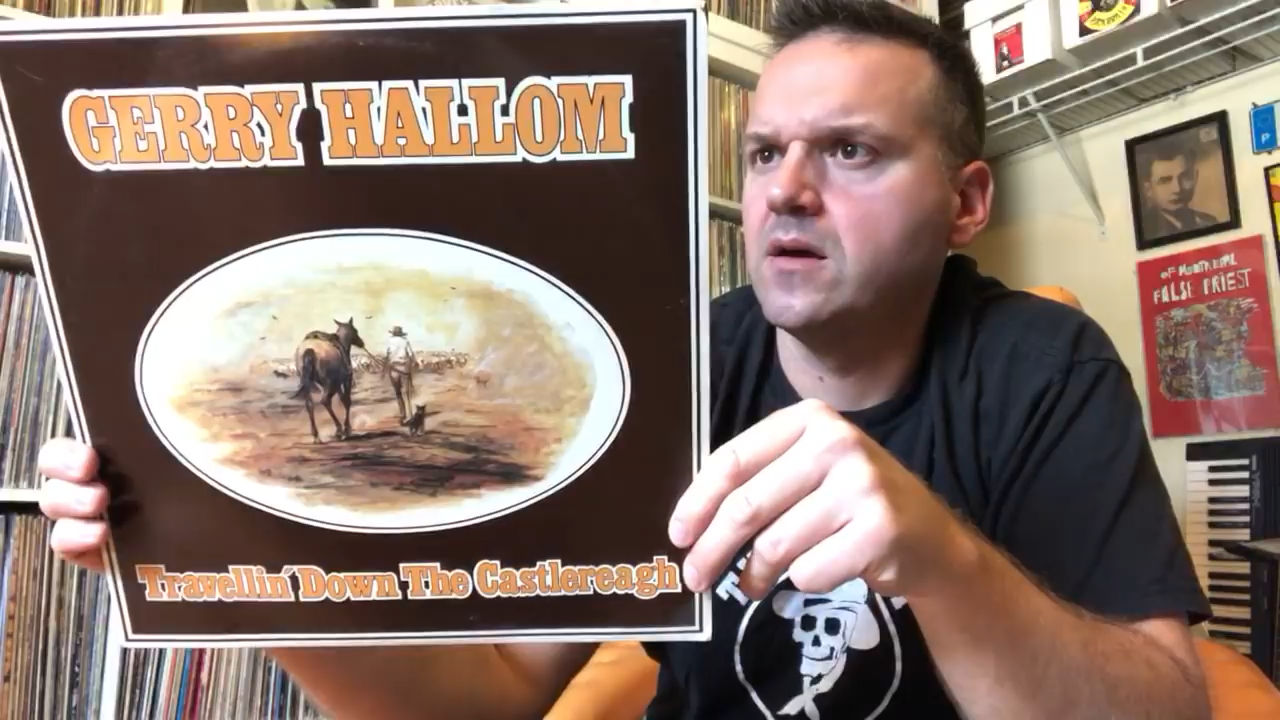 GERRY HALLOM
Travellin' Down The Castlereagh
OF MONTREAL
FALSE PRIEST
P